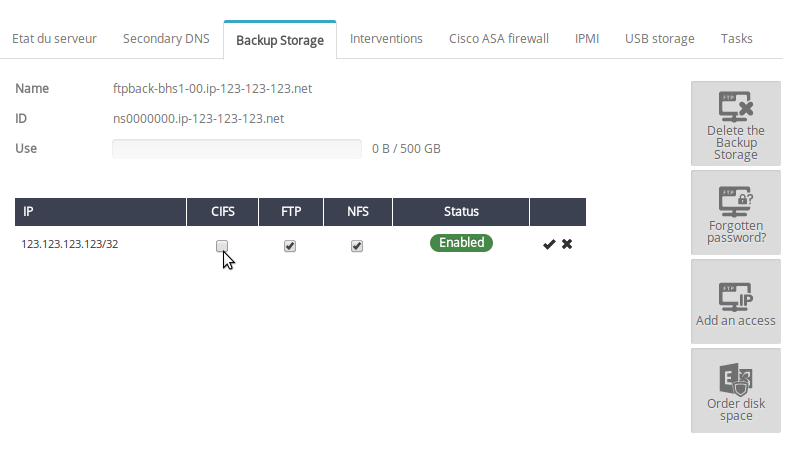 Etat du serveur Secondary DNS Backup Storage Interventions Cisco ASA firewall IPMI USB storage Tasks
Name ftpback-bhs1-00.ip-123-123-123.net
ID ns0000000.ip-123-123-123.net
Use 0 B / 500 GB
IP CIFS FTP NFS Status
123.123.123.123/32 Enabled
FTP
Delete the
Backup
Storage
FTP
?
Forgotten
password?
FTP
IP
Add an access
Order disk
space